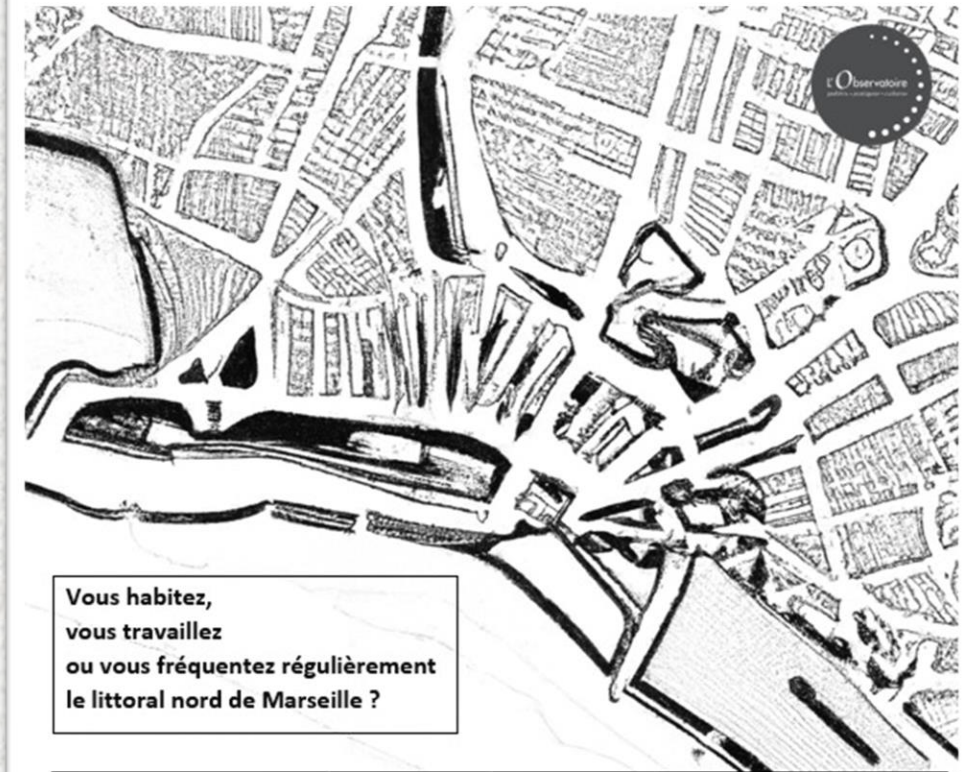 L'Observatoire
Vous habitez,
vous travaillez
ou vous fréquentez régulièrement
le littoral nord de Marseille ?